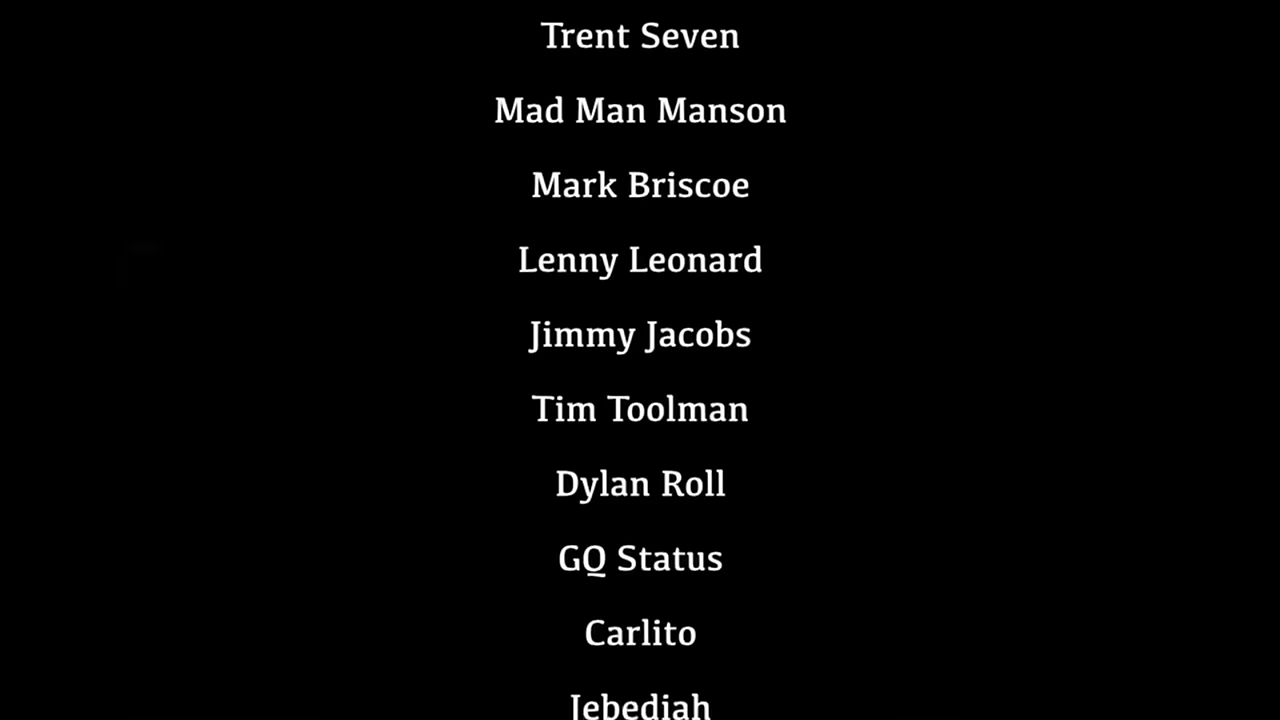 Trent Seven
Mad Man Manson
Mark Briscoe
Lenny Leonard
Jimmy Jacobs
Tim Toolman
Dylan Roll
GQ Status
Carlito
Jebediah